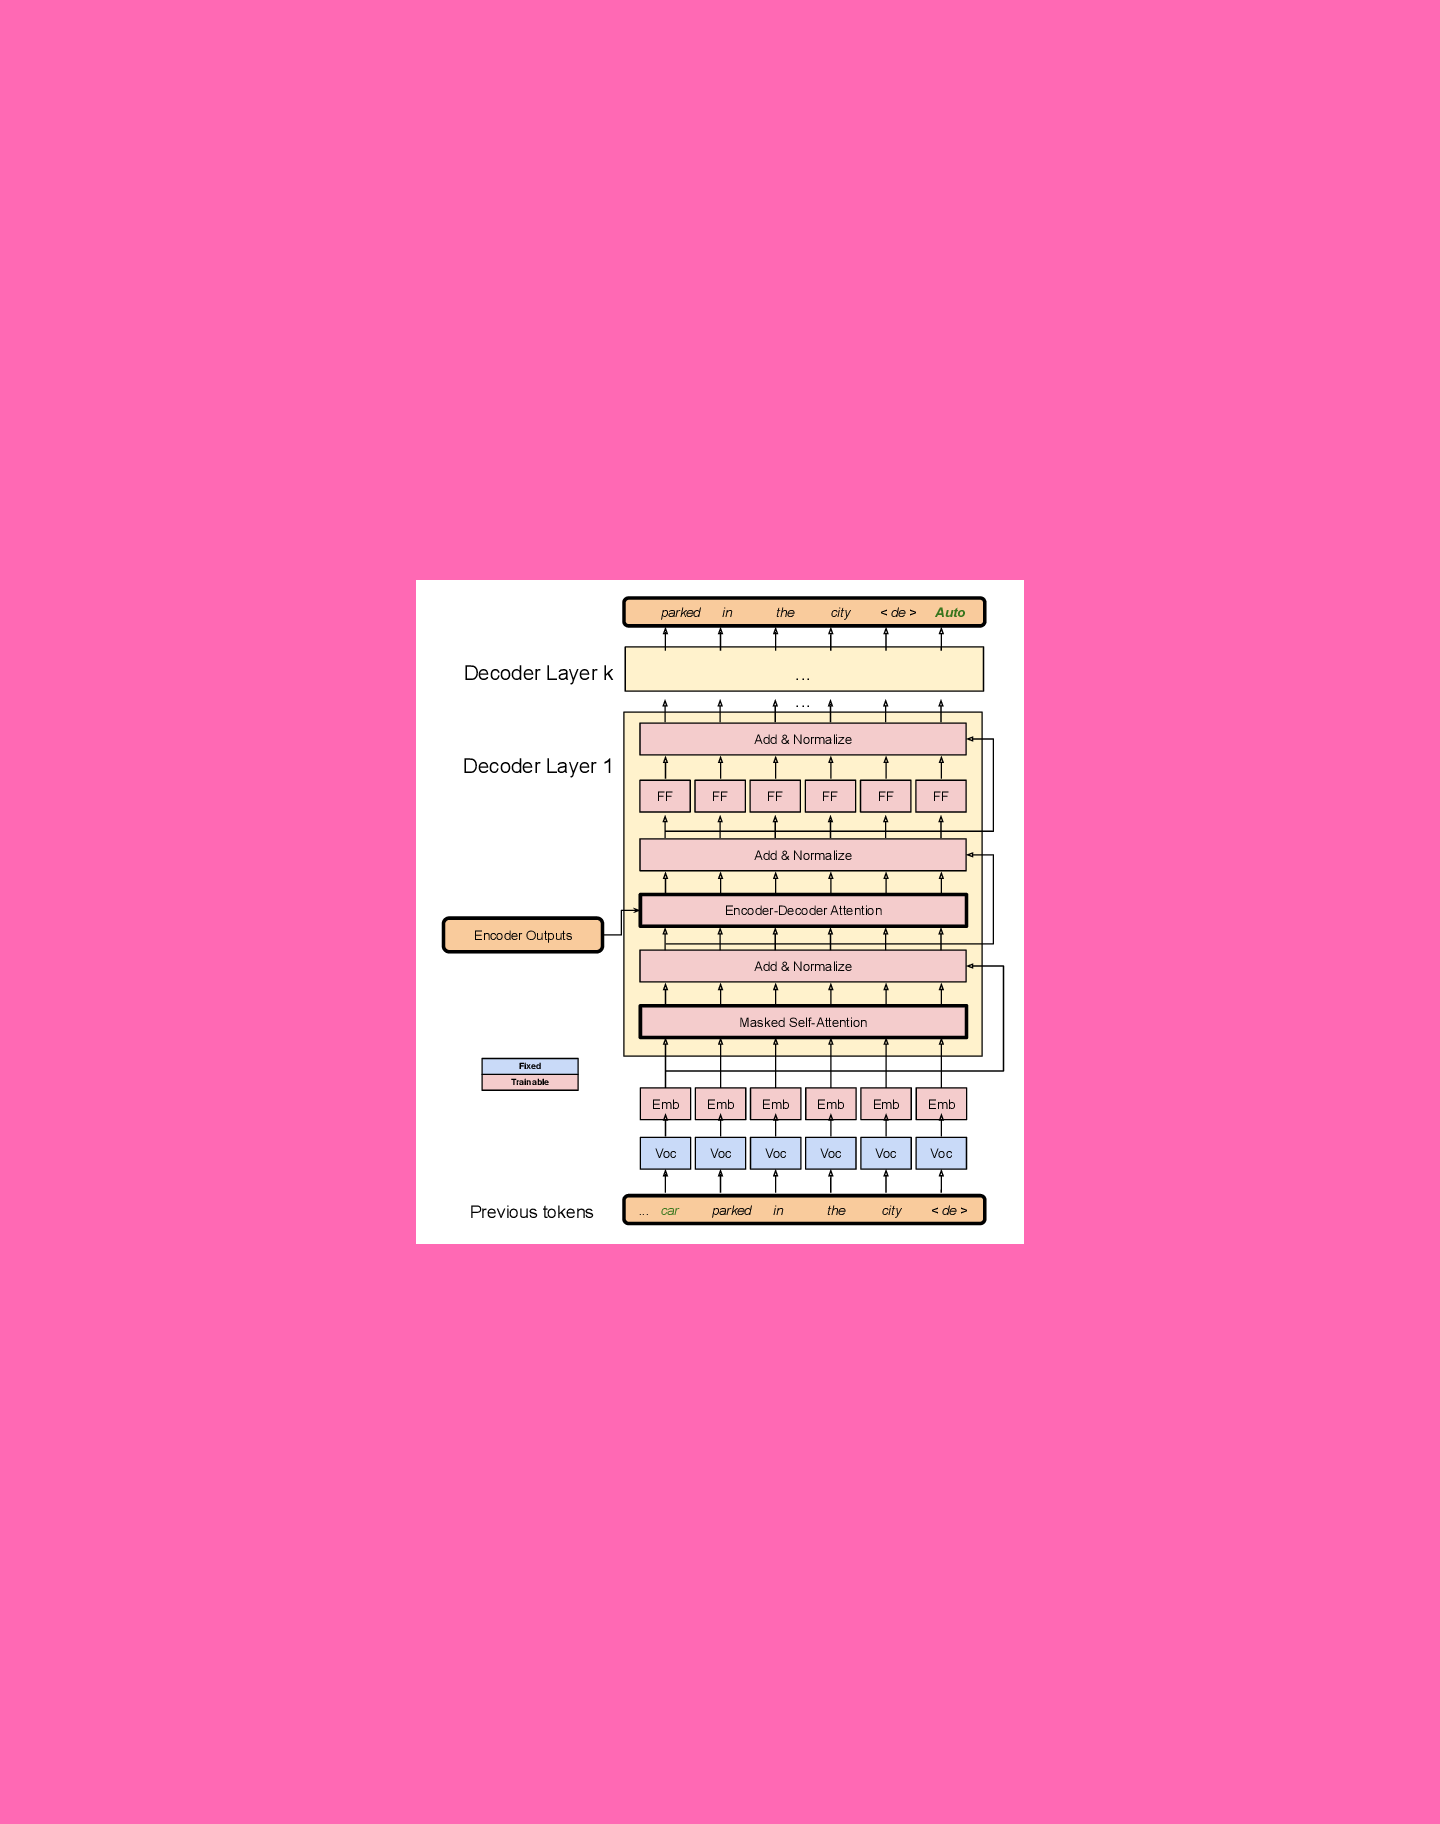 parked in the city < de > Auto
Decoder Layer k
...
...
Add & Normalize
Decoder Layer 1
FF FF FF FF FF FF
Add & Normalize
Encoder-Decoder Attention
Encoder Outputs
Add & Normalize
Masked Self-Attention
Fixed
Trainable
Emb Emb Emb Emb Emb Emb
Voc Voc Voc Voc Voc Voc
Previous tokens ... car parked in the city < de >